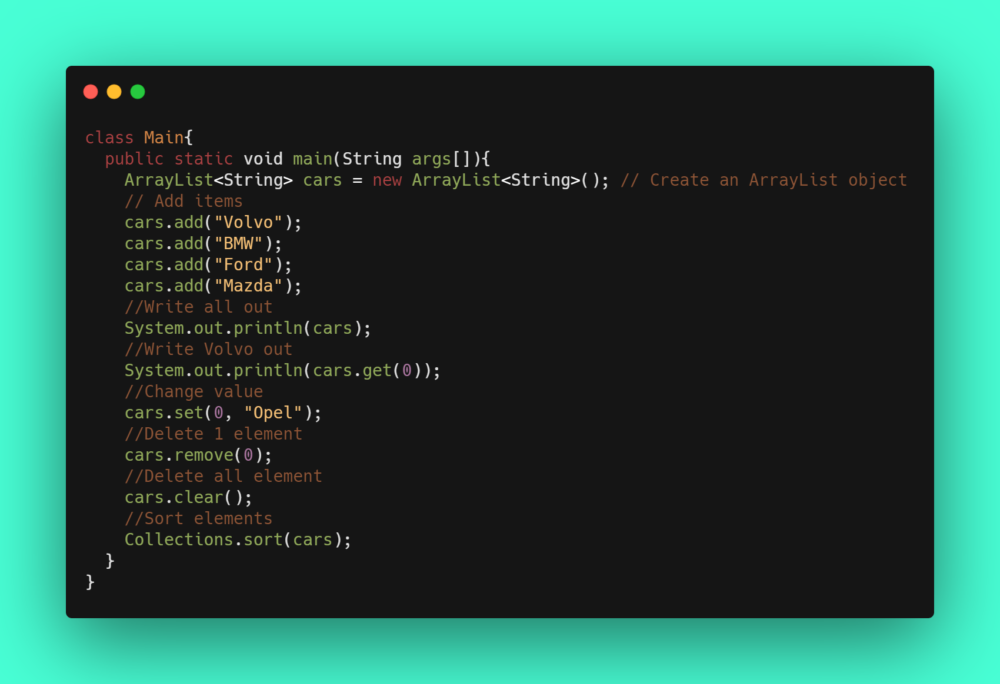 class Main{
  public static void main(String args[]){
    ArrayList<String> cars = new ArrayList<String>(); // Create an ArrayList object
    // Add items
    cars.add("Volvo");
    cars.add("BMW");
    cars.add("Ford");
    cars.add("Mazda");
    //Write all out
    System.out.println(cars);
    //Write Volvo out
    System.out.println(cars.get(0));
    //Change value
    cars.set(0, "Opel");
    //Delete 1 element
    cars.remove(0);
    //Delete all element
    cars.clear();
    //Sort elements
    Collections.sort(cars);
  }
}